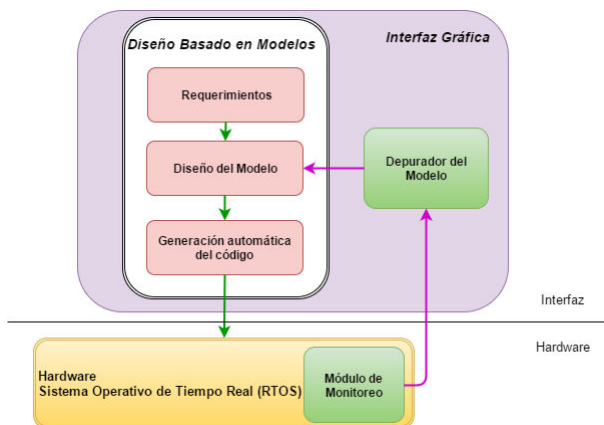 Diseño Basado en Modelos
Interfaz Gráfica
Requerimientos
Diseño del Modelo
Depurador del
Modelo
Generación automática
del código
Interfaz
Hardware
Hardware
Sistema Operativo de Tiempo Real (RTOS)
Módulo de
Monitoreo